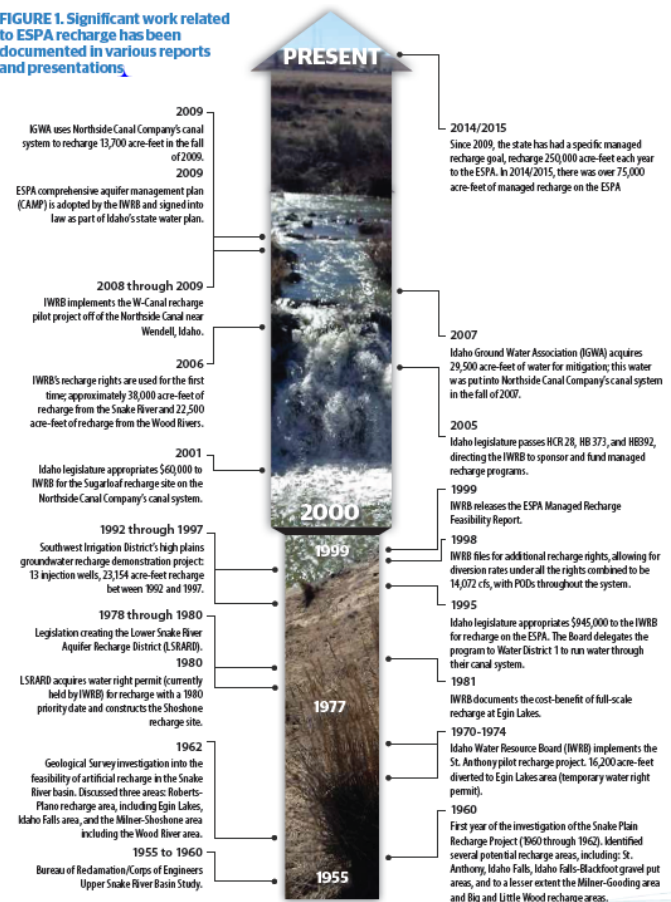 FIGURE 1. Significant work related
to ESPA recharge has been
documented in various reports
and presentations
PRESENT
2009
IGWA uses Northside Canal Company's canal
system to recharge 13,700 acre-feet in the fall
of 2009.
2009
ESPA comprehensive aquifer management plan
(CAMP) is adopted by the IWRB and signed into
law as part of Idaho's state water plan.
2008 through 2009
IWRB implements the W-Canal recharge
pilot project off of the Northside Canal near
Wendell, Idaho.
2006
IWRB's recharge rights are used for the first
time; approximately 38,000 acre-feet of
recharge from the Snake River and 22,500
acre-feet of recharge from the Wood Rivers.
2001
Idaho legislature appropriates $60,000 to
IWRB for the Sugarloaf recharge site on the
Northside Canal Company's canal system.
1992 through 1997
Southwest Irrigation District's high plains
groundwater recharge demonstration project:
13 injection wells, 23,154 acre-feet recharge
between 1992 and 1997.
1978 through 1980
Legislation creating the Lower Snake River
Aquifer Recharge District (LSRARD).
1980
LSRARD acquires water right permit (currently
held by IWRB) for recharge with a 1980
priority date and constructs the Shoshone
recharge site.
1962
Geological Survey investigation into the
feasibility of artificial recharge in the Snake
River basin. Discussed three areas: Roberts-
Plano recharge area, including Egin Lakes,
Idaho Falls area, and the Milner-Shoshone area
including the Wood River area.
1955 to 1960
Bureau of Reclamation/Corps of Engineers
Upper Snake River Basin Study.
2000
1999
1977
1955
2014/2015
Since 2009, the state has had a specific managed
recharge goal, recharge 250,000 acre-feet each year
to the ESPA. In 2014/2015, there was over 75,000
acre-feet of managed recharge on the ESPA
2007
Idaho Ground Water Association (IGWA) acquires
29,500 acre-feet of water for mitigation; this water
was put into Northside Canal Company's canal system
in the fall of 2007.
2005
Idaho legislature passes HCR 28, HB 373, and HB392,
directing the IWRB to sponsor and fund managed
recharge programs.
1999
IWRB releases the ESPA Managed Recharge
Feasibility Report.
1998
IWRB files for additional recharge rights, allowing for
diversion rates under all the rights combined to be
14,072 cfs, with PODs throughout the system.
1995
Idaho legislature appropriates $945,000 to the IWRB
for recharge on the ESPA. The Board delegates the
program to Water District 1 to run water through
their canal system.
1981
IWRB documents the cost-benefit of full-scale
recharge at Egin Lakes.
1970-1974
Idaho Water Resource Board (IWRB) implements the
St. Anthony pilot recharge project. 16,200 acre-feet
diverted to Egin Lakes area (temporary water right
permit).
1960
First year of the investigation of the Snake Plain
Recharge Project (1960 through 1962). Identified
several potential recharge areas, including: St.
Anthony, Idaho Falls, Idaho Falls-Blackfoot gravel put
areas, and to a lesser extent the Milner-Gooding area
and Big and Little Wood recharge areas.